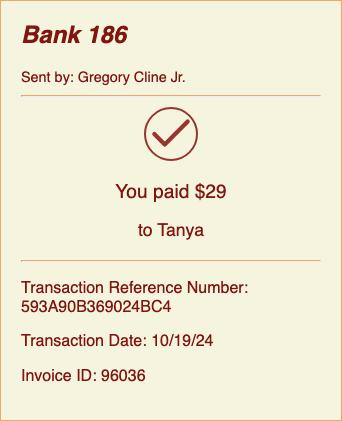 Bank 186
Sent by: Gregory Cline Jr.
You paid $29
to Tanya
Transaction Reference Number:
593A90B369024BC4
Transaction Date: 10/19/24
Invoice ID: 96036